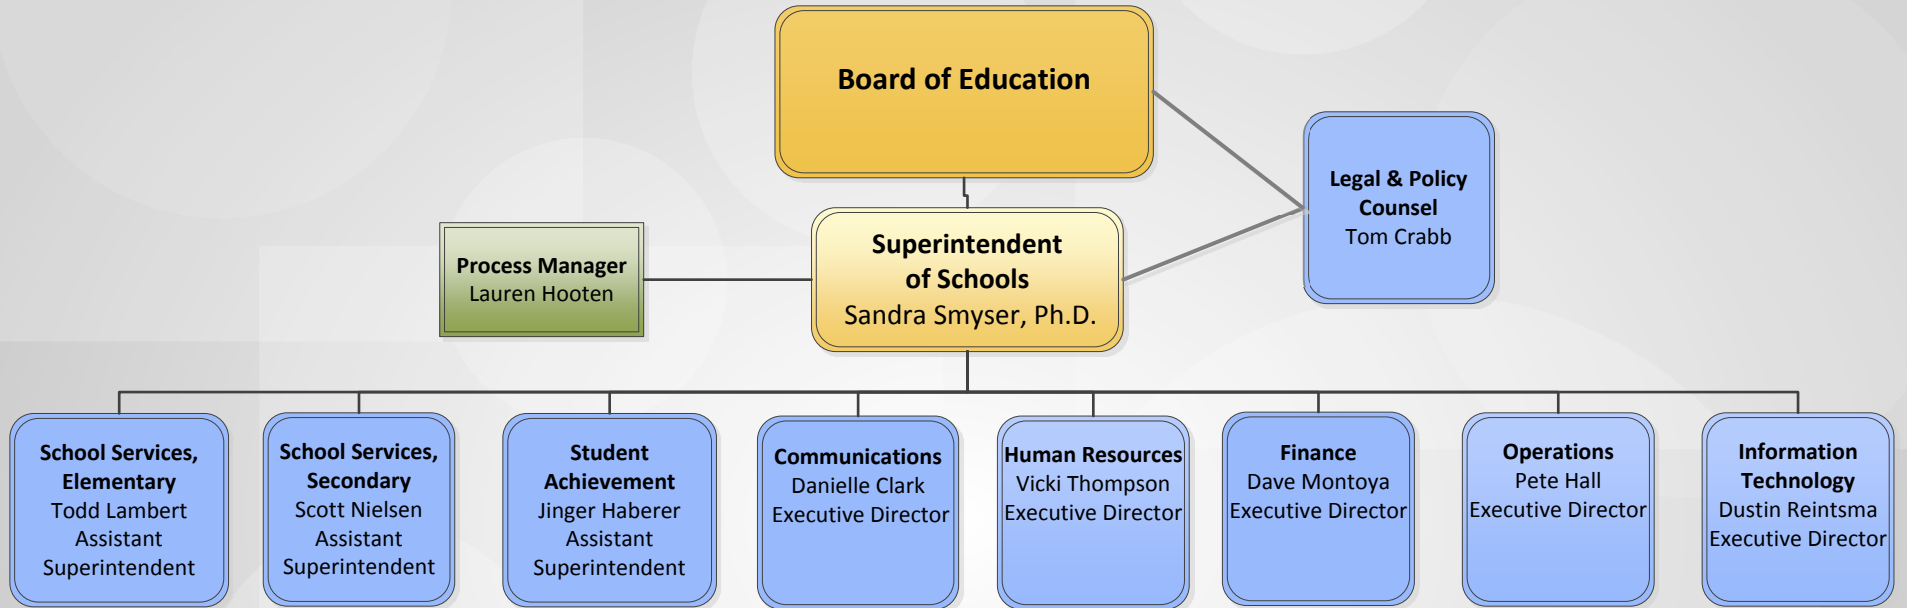 Board of Education
Legal & Policy
Counsel
Tom Crabb
Process Manager
Lauren Hooten
Superintendent
of Schools
Sandra Smyser, Ph.D.
School Services,
Elementary
Todd Lambert
Assistant
Superintendent
School Services,
Secondary
Scott Nielsen
Assistant
Superintendent
Student
Achievement
Jinger Haberer
Assistant
Superintendent
Communications
Danielle Clark
Executive Director
Human Resources
Vicki Thompson
Executive Director
Finance
Dave Montoya
Executive Director
Operations
Pete Hall
Executive Director
Information
Technology
Dustin Reintsma
Executive Director